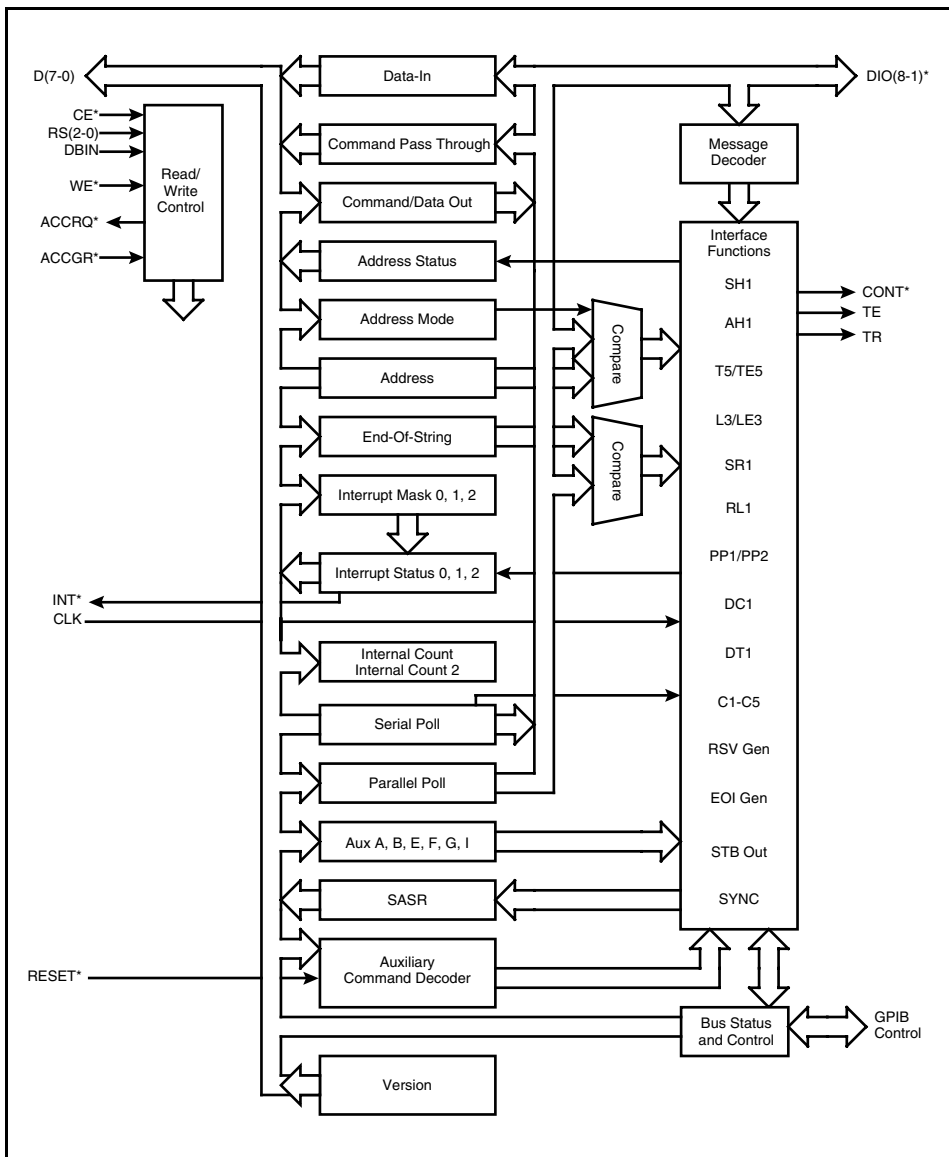 D(7-0)
Data-In
DIO(8-1)*
CE*
RS(2-0)
DBIN
WE*
ACCRQ*
ACCGR*
Read/
Write
Control
Command Pass Through
Message
Decoder
Command/Data Out
Address Status
Address Mode
Address
End-Of-String
Interrupt Mask 0, 1, 2
Interrupt Status 0, 1, 2
INT*
CLK
Internal Count
Internal Count 2
Serial Poll
Parallel Poll
Aux A, B, E, F, G, I
SASR
RESET*
Auxiliary
Command Decoder
Version
Compare
Compare
Interface
Functions
SH1
AH1
T5/TE5
L3/LE3
SR1
RL1
PP1/PP2
DC1
DT1
C1-C5
RSV Gen
EOI Gen
STB Out
SYNC
CONT*
TE
TR
Bus Status
and Control
GPIB
Control